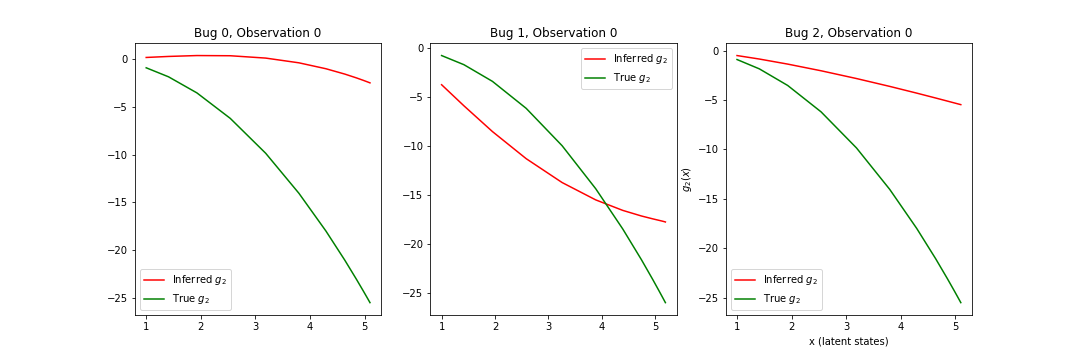 Bug 0, Observation 0
0
−5
−10
−15
−20
−25
1 2 3 4 5
Inferred g₂
True g₂
Bug 1, Observation 0
0
−5
−10
−15
−20
−25
1 2 3 4 5
Inferred g₂
True g₂
Bug 2, Observation 0
g₂(x)
0
−5
−10
−15
−20
−25
1 2 3 4 5
x (latent states)
Inferred g₂
True g₂